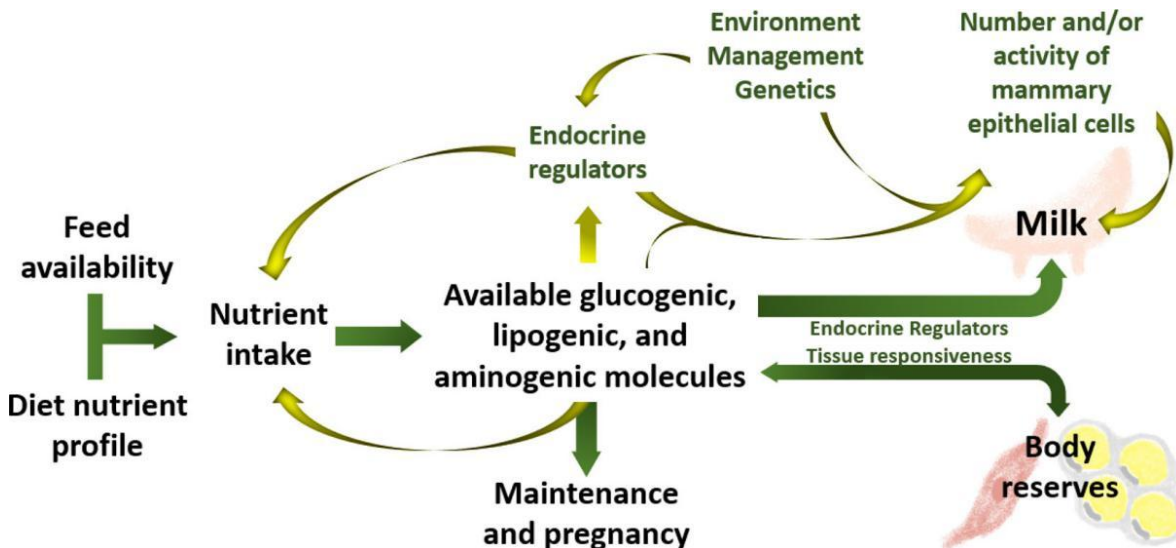 Environment
Management
Genetics
Number and/or
activity of
mammary
epithelial cells
Endocrine
regulators
Feed
availability
Milk
Nutrient
intake
Available glucogenic,
lipogenic, and
aminogenic molecules
Endocrine Regulators
Tissue responsiveness
Diet nutrient
profile
Body
reserves
Maintenance
and pregnancy